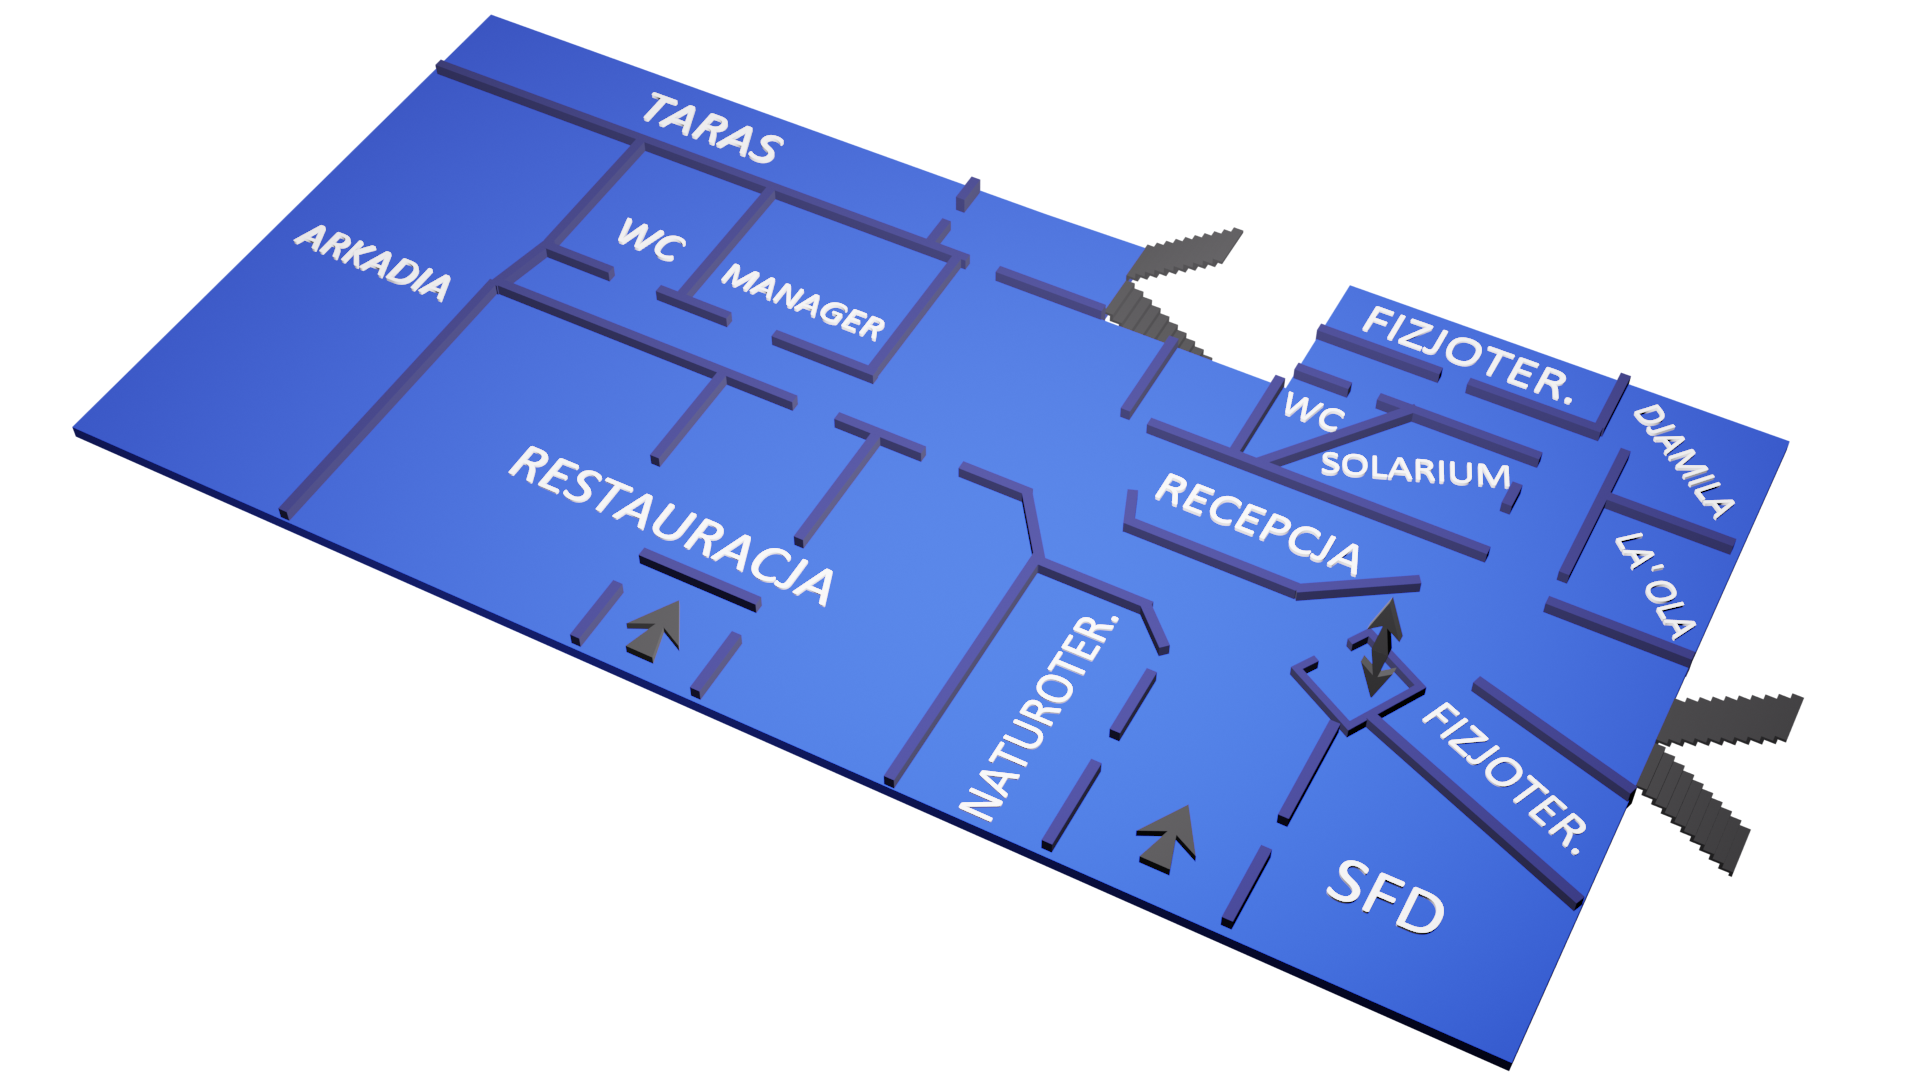 TARAS
ARKADIA
WC
MANAGER
FIZJOTER.
WC
DJAMILA
SOLARIUM
RESTAURACJA
RECEPCJA
LA'OLA
NATUROTER.
FIZJOTER.
SFD